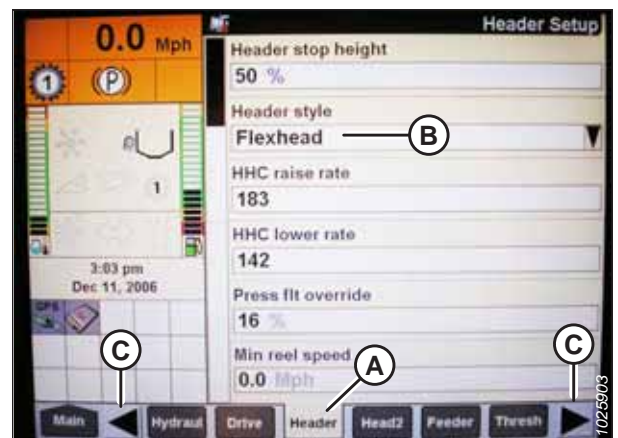 0.0 Mph
Header Setup
1
P
Header stop height
50 %
Header style
Flexhead
B
HHC raise rate
183
1
HHC lower rate
142
3:03 pm
Dec 11, 2006
Press flt override
16 %
GPS
C
Min reel speed
A
C
0.0 Mph
Main
Hydraul
Drive
Header
Head2
Feeder
Thresh
1025903